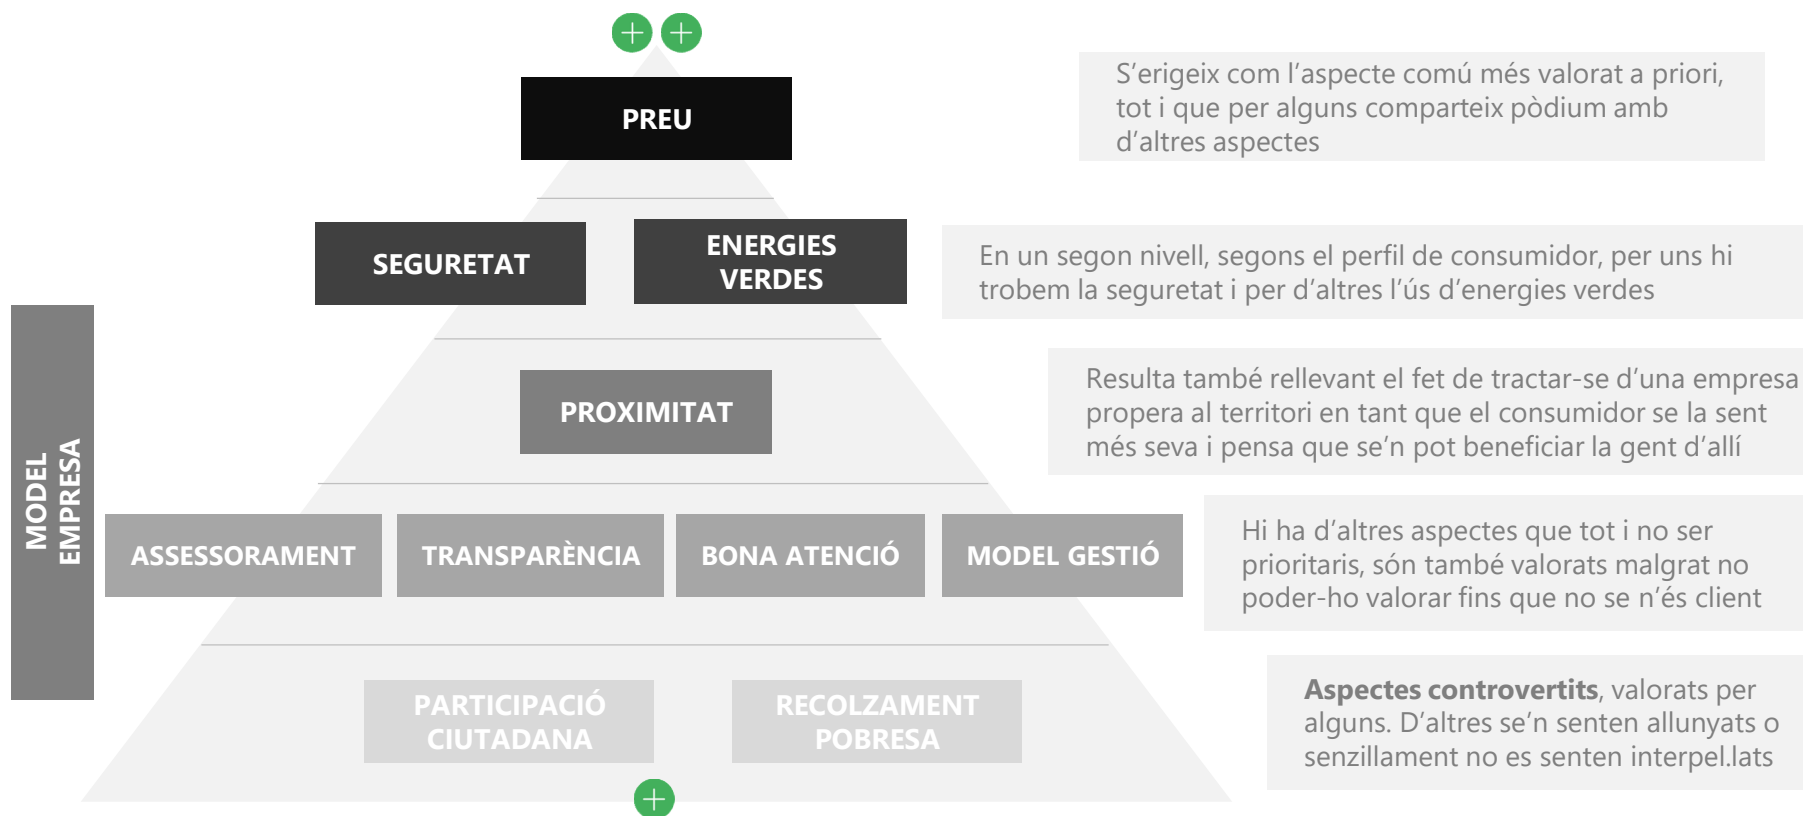 PREU
S’erigeix com l’aspecte comú més valorat a priori,
tot i que per alguns comparteix pòdium amb
d’altres aspectes
SEGURETAT
ENERGIES
VERDES
En un segon nivell, segons el perfil de consumidor, per uns hi
trobem la seguretat i per d’altres l’ús d’energies verdes
MODEL
EMPRESA
PROXIMITAT
Resulta també rellevant el fet de tractar-se d’una empresa
propera al territori en tant que el consumidor se la sent
més seva i pensa que se’n pot beneficiar la gent d’allí
ASSESSORAMENT
TRANSPARÈNCIA
BONA ATENCIÓ
MODEL GESTIÓ
Hi ha d’altres aspectes que tot i no ser
prioritaris, són també valorats malgrat no
poder-ho valorar fins que no se n’és client
PARTICIPACIÓ
CIUTADANA
RECOLZAMENT
POBRESA
Aspectes controvertits, valorats per
alguns. D’altres se’n senten allunyats o
senzillament no es senten interpel.lats